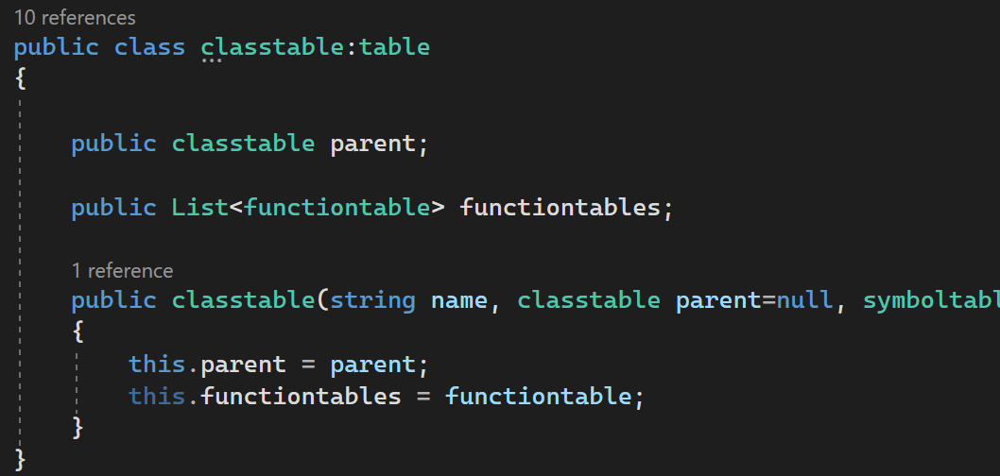 10 references
public class classtable:table
{
public classtable parent;
public List<functiontable> functiontables;
1 reference
public classtable(string name, classtable parent=null, symboltabl
{
this.parent = parent;
this.functiontables = functiontable;
}
}